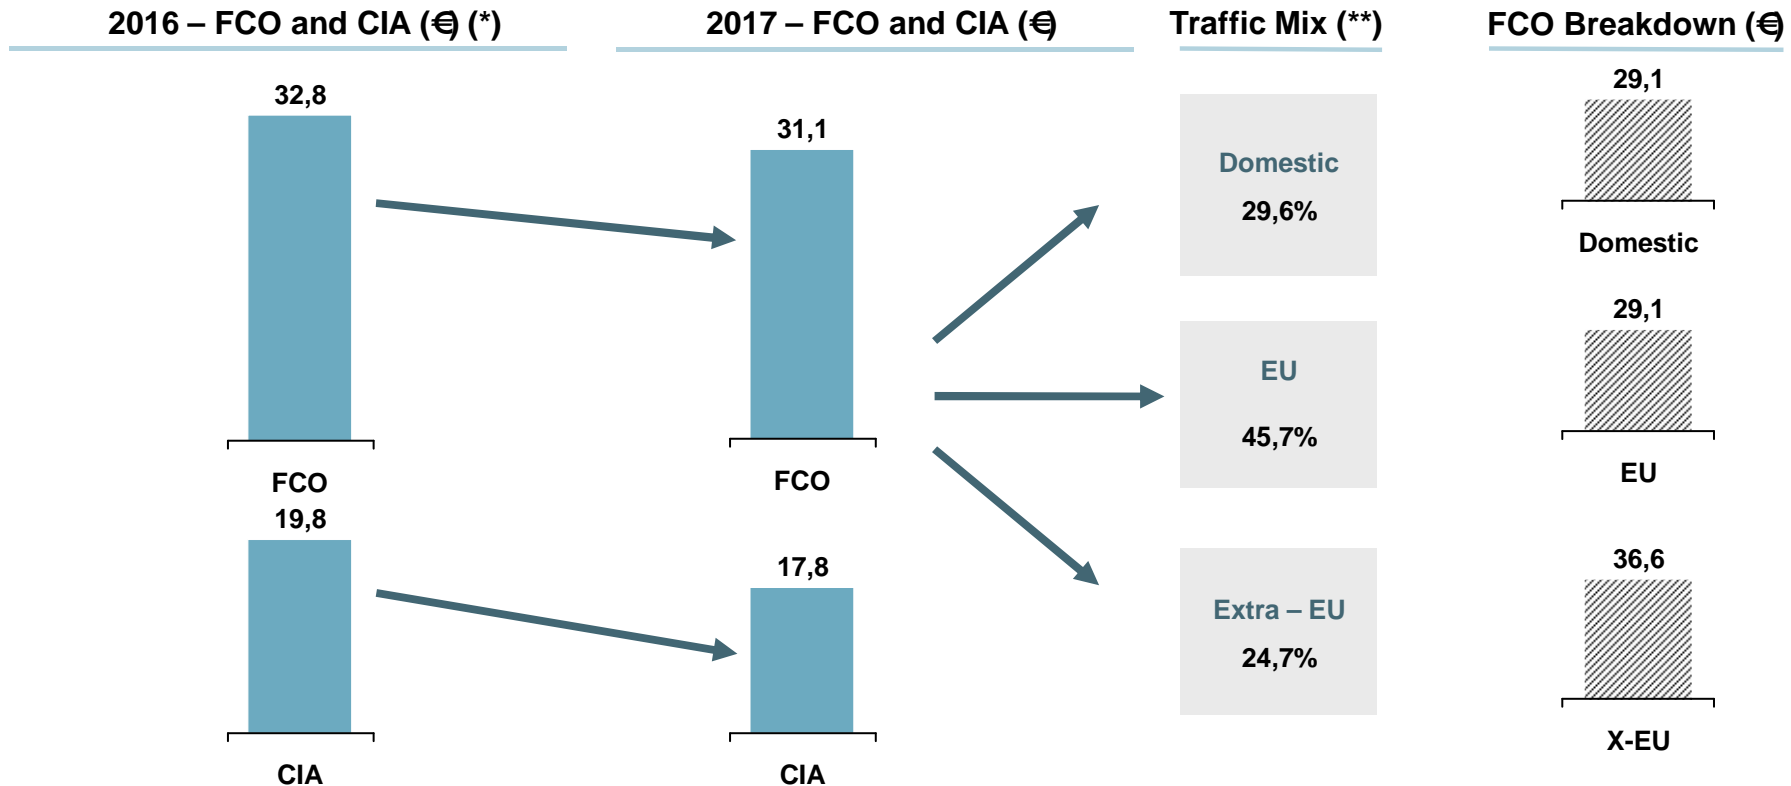 2016 – FCO and CIA (€) (*)
2017 – FCO and CIA (€)
Traffic Mix (**)
FCO Breakdown (€)
32,8
FCO
19,8
CIA
31,1
FCO
17,8
CIA
Domestic
29,6%
EU
45,7%
Extra – EU
24,7%
29,1
Domestic
29,1
EU
36,6
X-EU